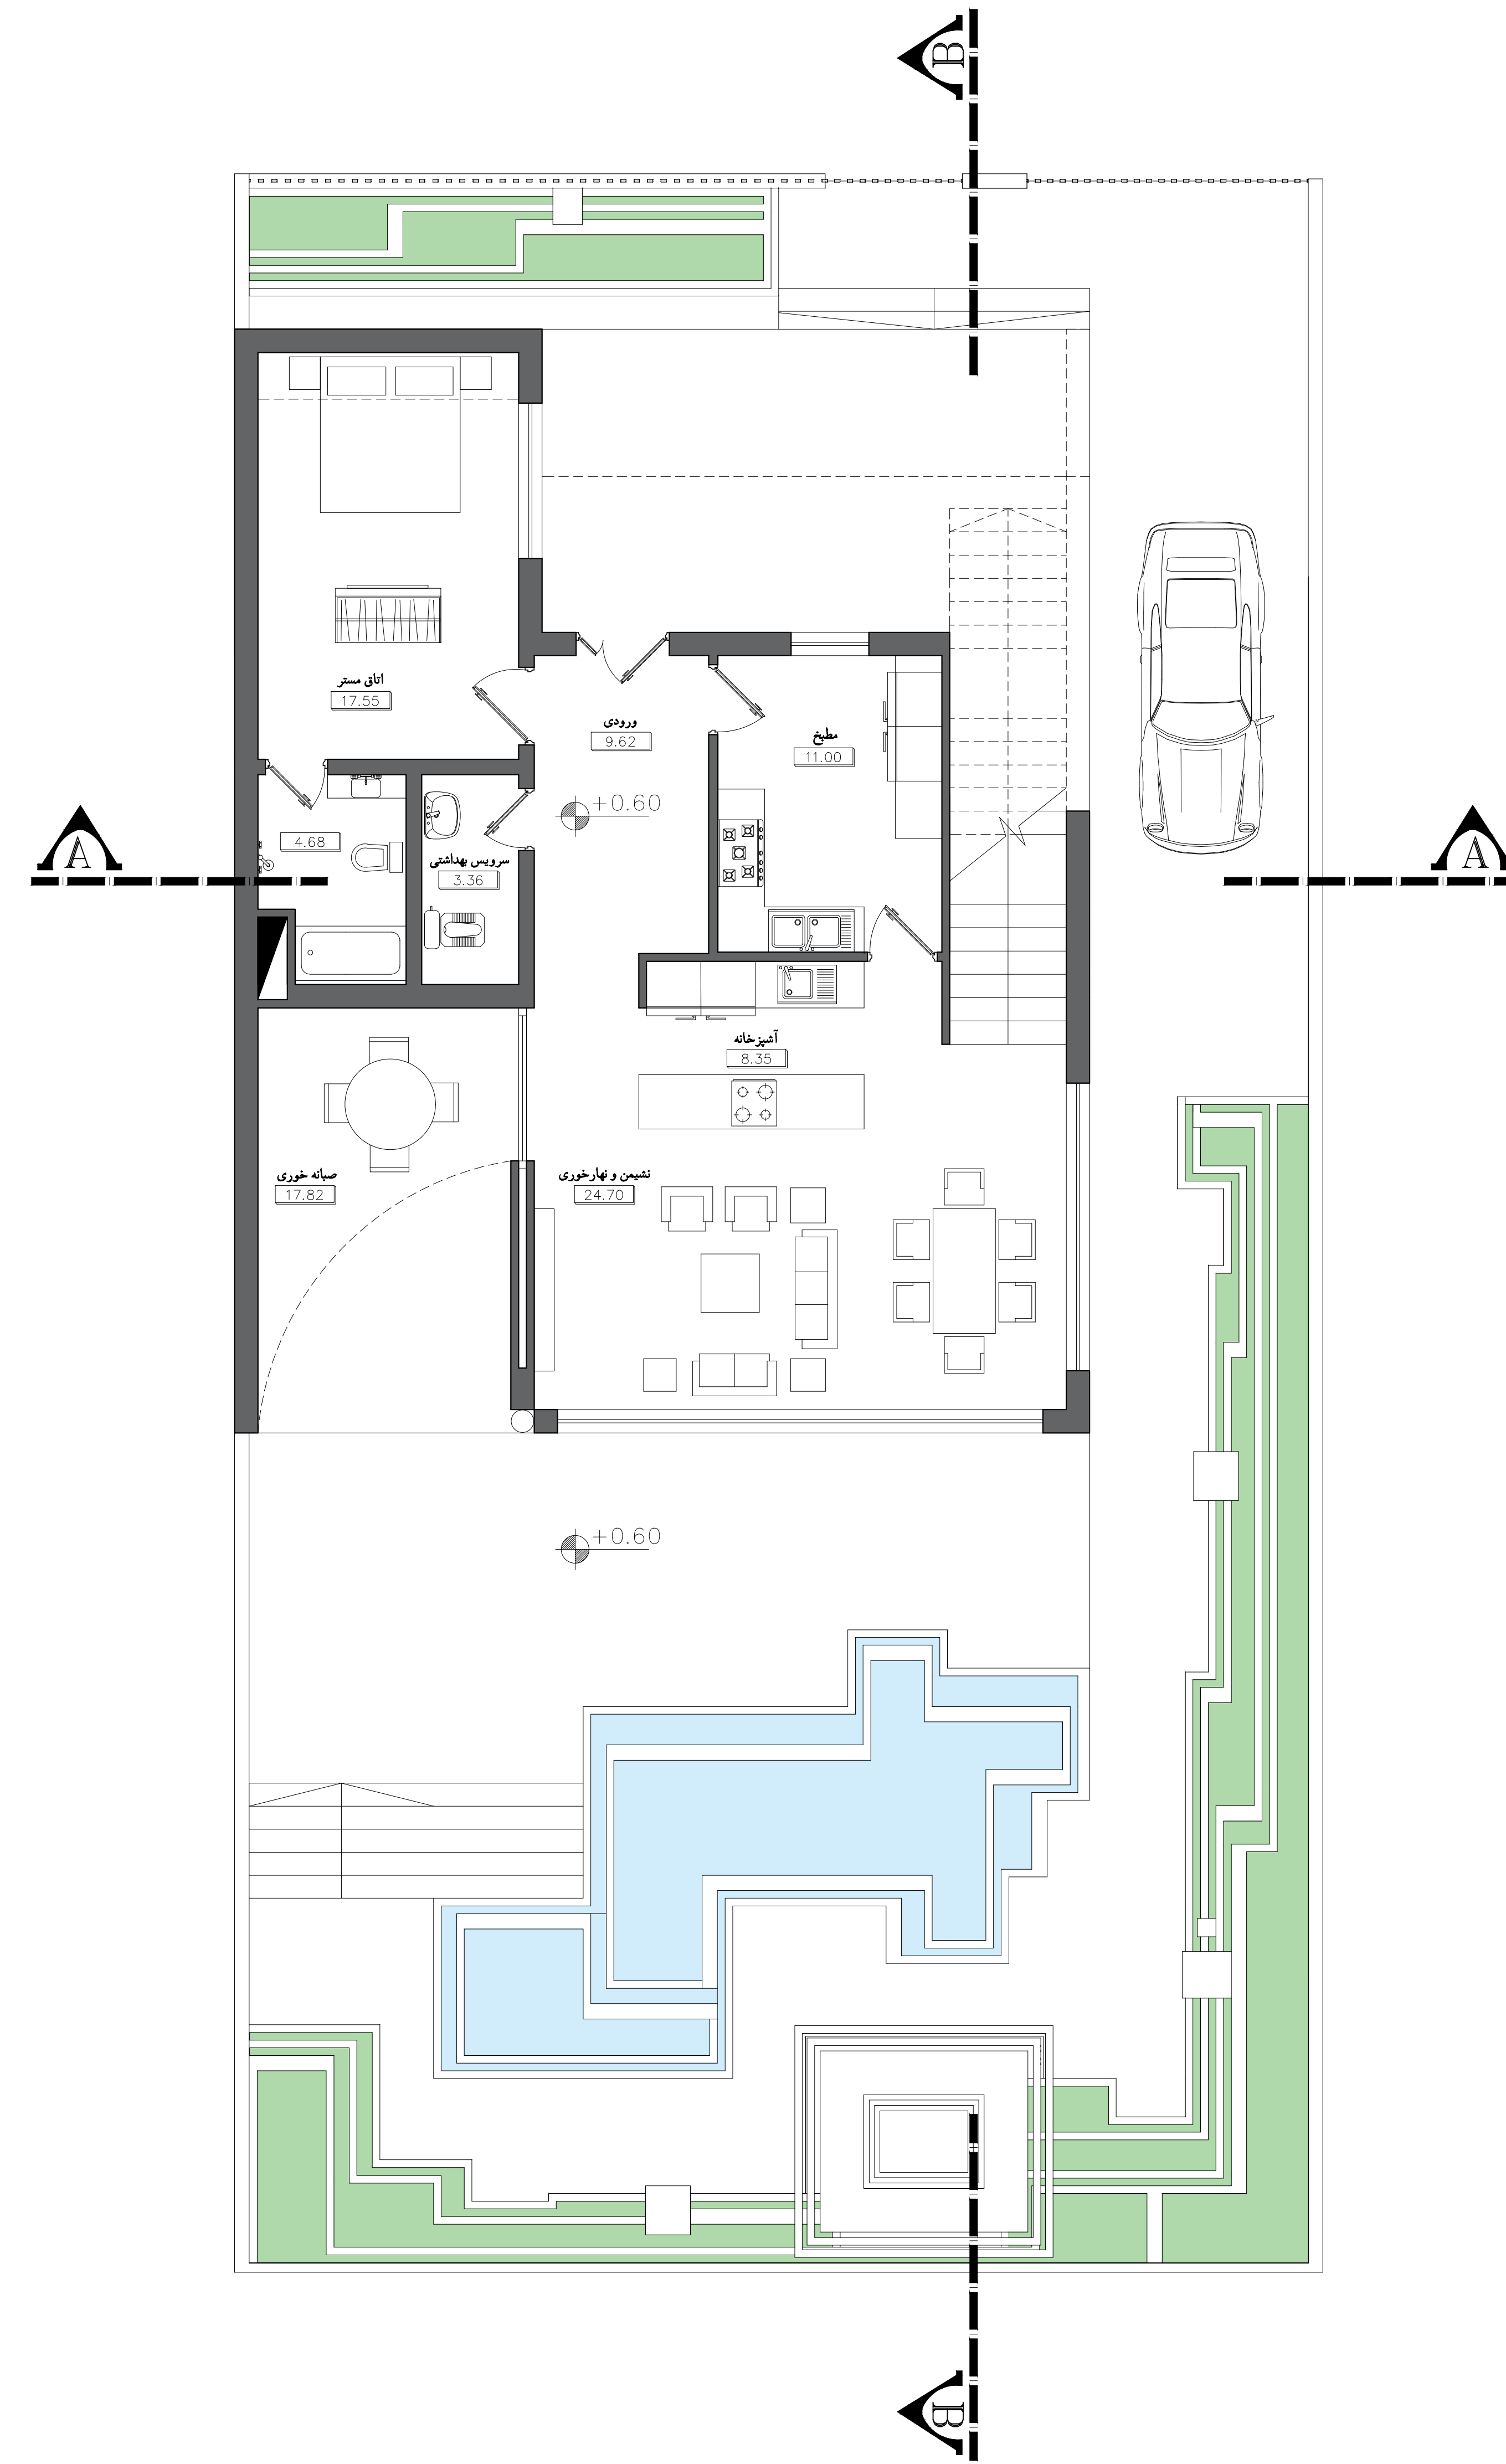 B
اتاق مستر
17.55
ورودی
9.62
مطبخ
11.00
+0.60
4.68
سرویس بهداشتی
3.36
A
A
آشپزخانه
8.35
صبانه خوری
17.82
نشیمن و نهارخوری
24.70
+0.60
B